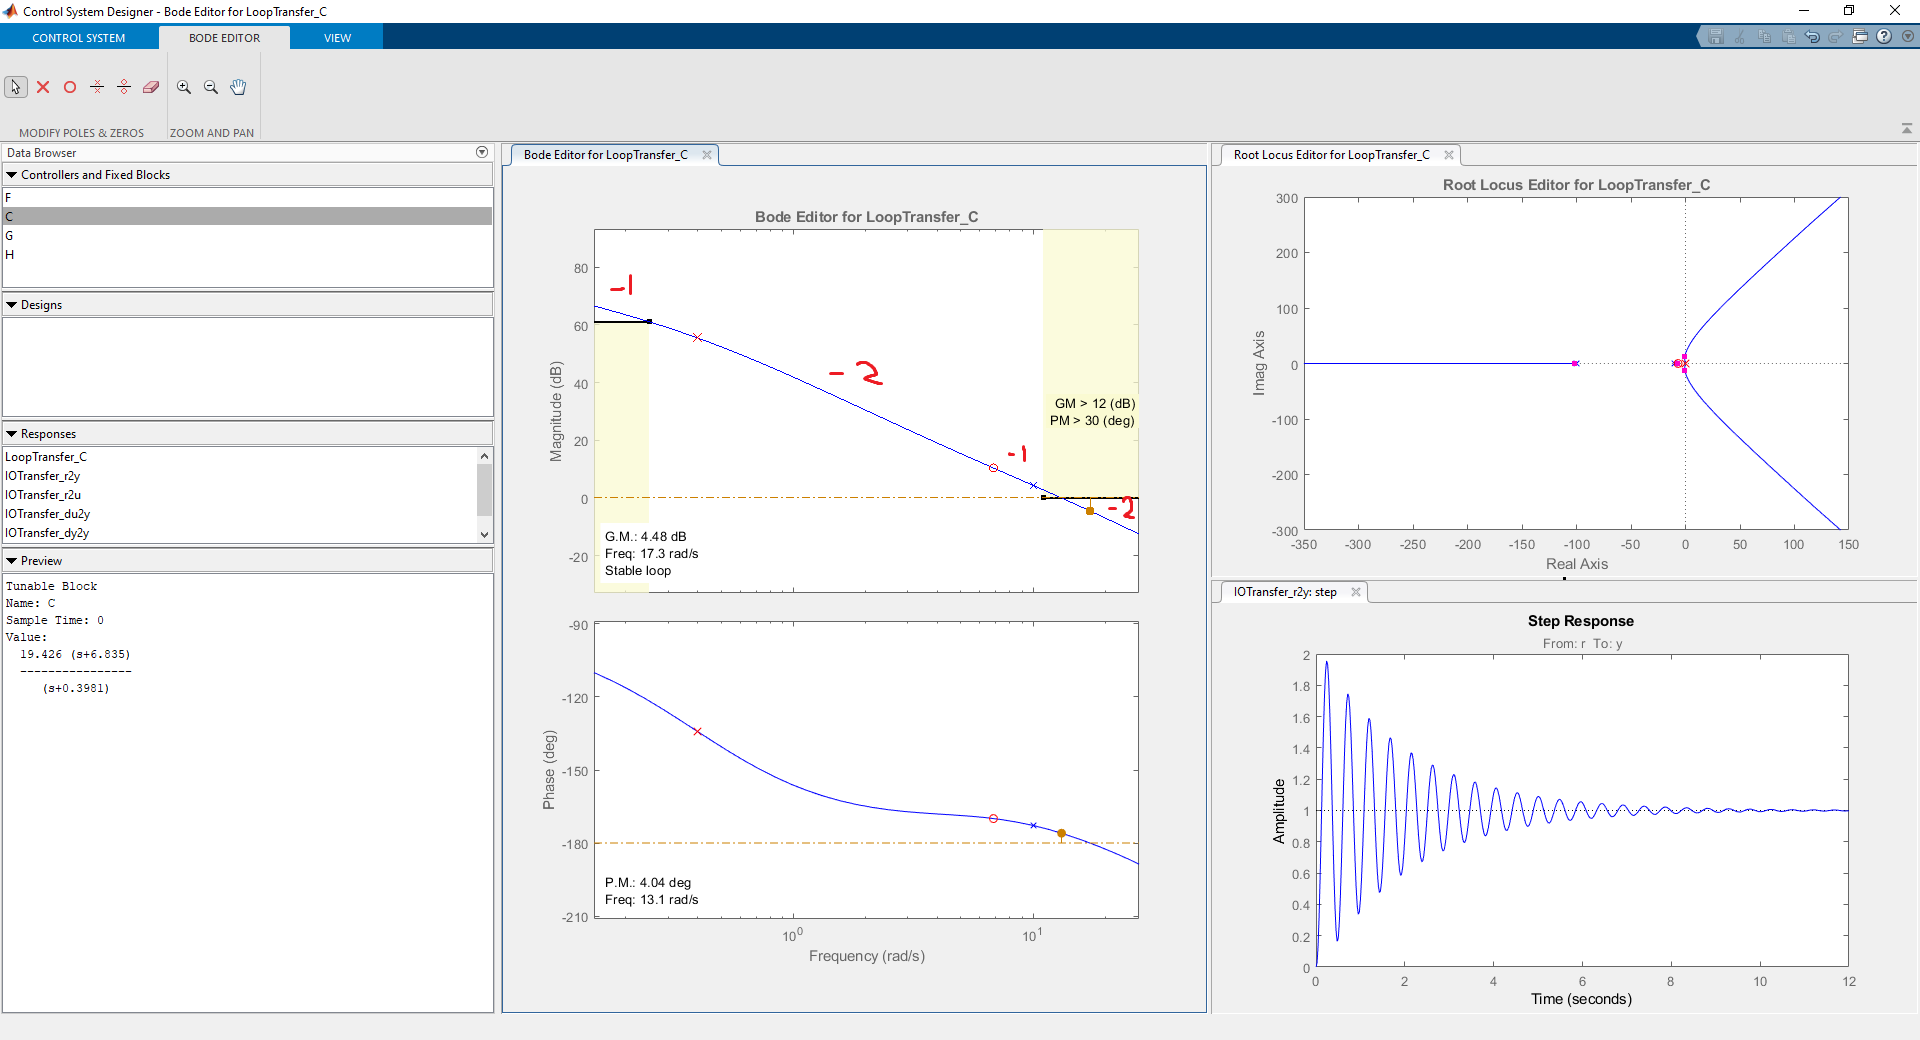 Control System Designer - Bode Editor for LoopTransfer_C
CONTROL SYSTEM
BODE EDITOR
VIEW
MODIFY POLES & ZEROS
ZOOM AND PAN
Data Browser
Controllers and Fixed Blocks
F
C
G
H
Designs
Responses
LoopTransfer_C
IOTransfer_r2y
IOTransfer_r2u
IOTransfer_du2y
IOTransfer_dy2y
Preview
Tunable Block
Name: C
Sample Time: 0
Value:
19.426 (s+6.835)
----------------
(s+0.3981)
Bode Editor for LoopTransfer_C
Bode Editor for LoopTransfer_C
Magnitude (dB)
80
60
40
20
0
-20
-1
-2
-1
-2
GM > 12 (dB)
PM > 30 (deg)
G.M.: 4.48 dB
Freq: 17.3 rad/s
Stable loop
Phase (deg)
-90
-120
-150
-180
-210
P.M.: 4.04 deg
Freq: 13.1 rad/s
10^0
10^1
Frequency (rad/s)
Root Locus Editor for LoopTransfer_C
Root Locus Editor for LoopTransfer_C
Imag Axis
300
200
100
0
-100
-200
-300
-350
-300
-250
-200
-150
-100
-50
0
50
100
150
Real Axis
IOTransfer_r2y: step
Step Response
From: r To: y
Amplitude
2
1.8
1.6
1.4
1.2
1
0.8
0.6
0.4
0.2
0
0
2
4
6
8
10
12
Time (seconds)